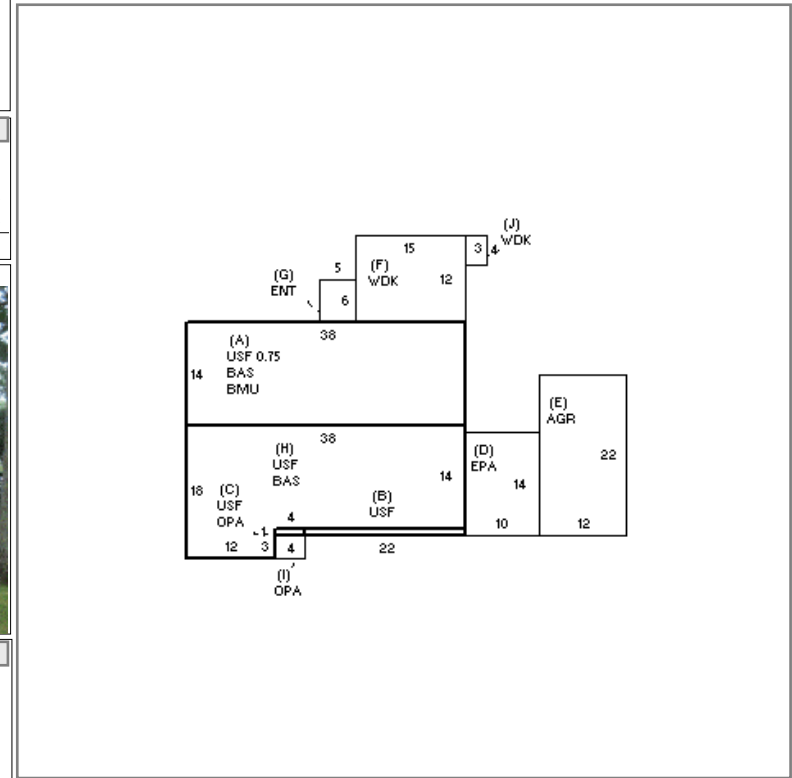 (J)
WDK
3
4
15
(F)
WDK
12
5
(G)
ENT
6
38
(A)
USF 0.75
BAS
BMU
14
38
(H)
USF
BAS
14
18
(C)
USF
OPA
(B)
USF
4
1
12
3
4
22
(I)
OPA
(D)
EPA
14
10
(E)
AGR
22
12